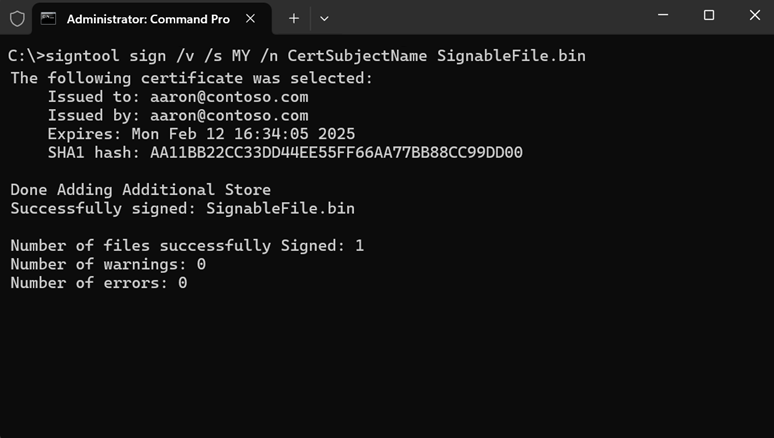 Administrator: Command Pro
C:\>signtool sign /v /s MY /n CertSubjectName SignableFile.bin
The following certificate was selected:
    Issued to: aaron@contoso.com
    Issued by: aaron@contoso.com
    Expires: Mon Feb 12 16:34:05 2025
    SHA1 hash: AA11BB22CC33DD44EE55FF66AA77BB88CC99DD00
Done Adding Additional Store
Successfully signed: SignableFile.bin
Number of files successfully Signed: 1
Number of warnings: 0
Number of errors: 0